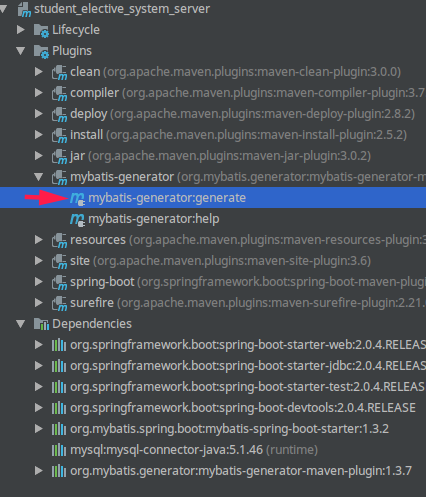 student_elective_system_server
Lifecycle
Plugins
clean (org.apache.maven.plugins:maven-clean-plugin:3.0.0)
compiler (org.apache.maven.plugins:maven-compiler-plugin:3.7
deploy (org.apache.maven.plugins:maven-deploy-plugin:2.8.2)
install (org.apache.maven.plugins:maven-install-plugin:2.5.2)
jar (org.apache.maven.plugins:maven-jar-plugin:3.0.2)
mybatis-generator (org.mybatis.generator:mybatis-generator-m
mybatis-generator:generate
mybatis-generator:help
resources (org.apache.maven.plugins:maven-resources-plugin:3
site (org.apache.maven.plugins:maven-site-plugin:3.6)
spring-boot (org.springframework.boot:spring-boot-maven-plug
surefire (org.apache.maven.plugins:maven-surefire-plugin:2.21.
Dependencies
org.springframework.boot:spring-boot-starter-web:2.0.4.RELEAS
org.springframework.boot:spring-boot-starter-jdbc:2.0.4.RELEAS
org.springframework.boot:spring-boot-starter-test:2.0.4.RELEAS
org.springframework.boot:spring-boot-devtools:2.0.4.RELEASE
org.mybatis.spring.boot:mybatis-spring-boot-starter:1.3.2
mysql:mysql-connector-java:5.1.46 (runtime)
org.mybatis.generator:mybatis-generator-maven-plugin:1.3.7